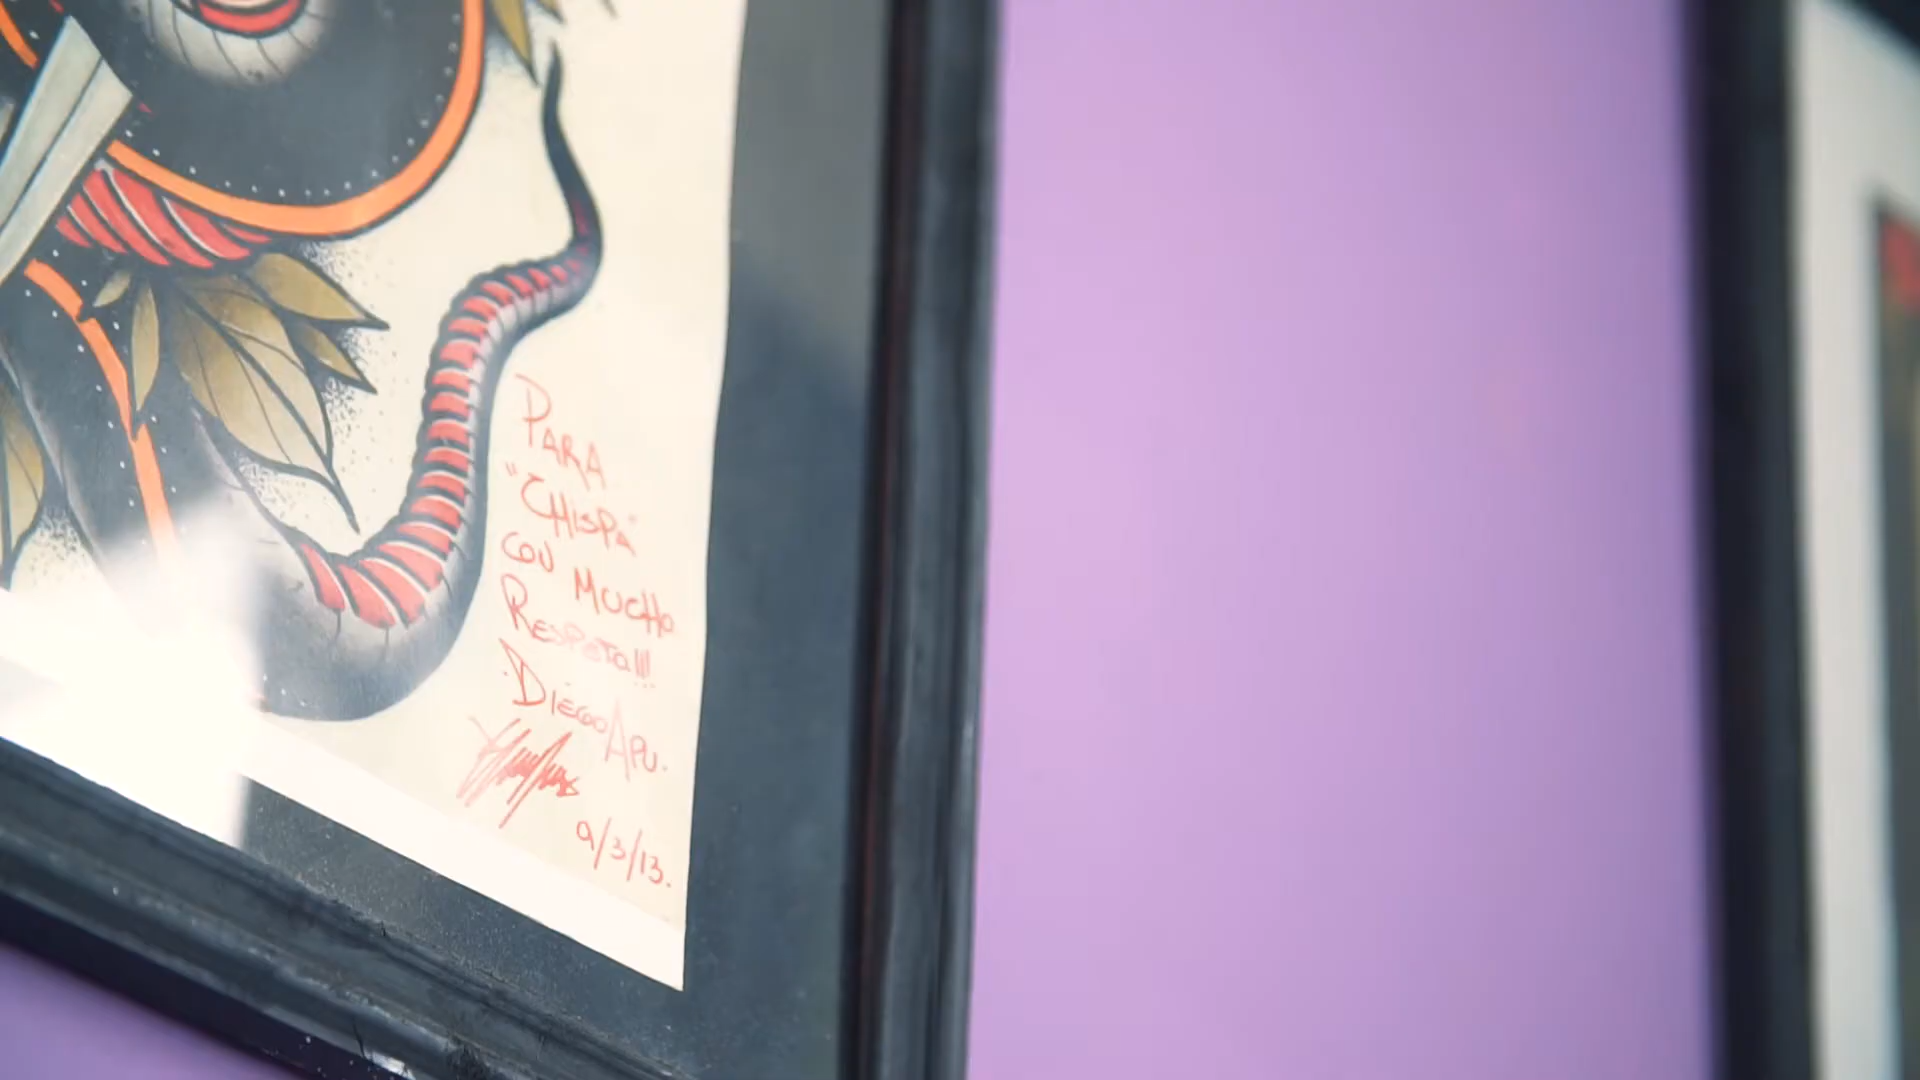 PARA
"CHISPA"
CON MUCHO
RESPETO!!!
·DIEGO APU·
9/3/13.